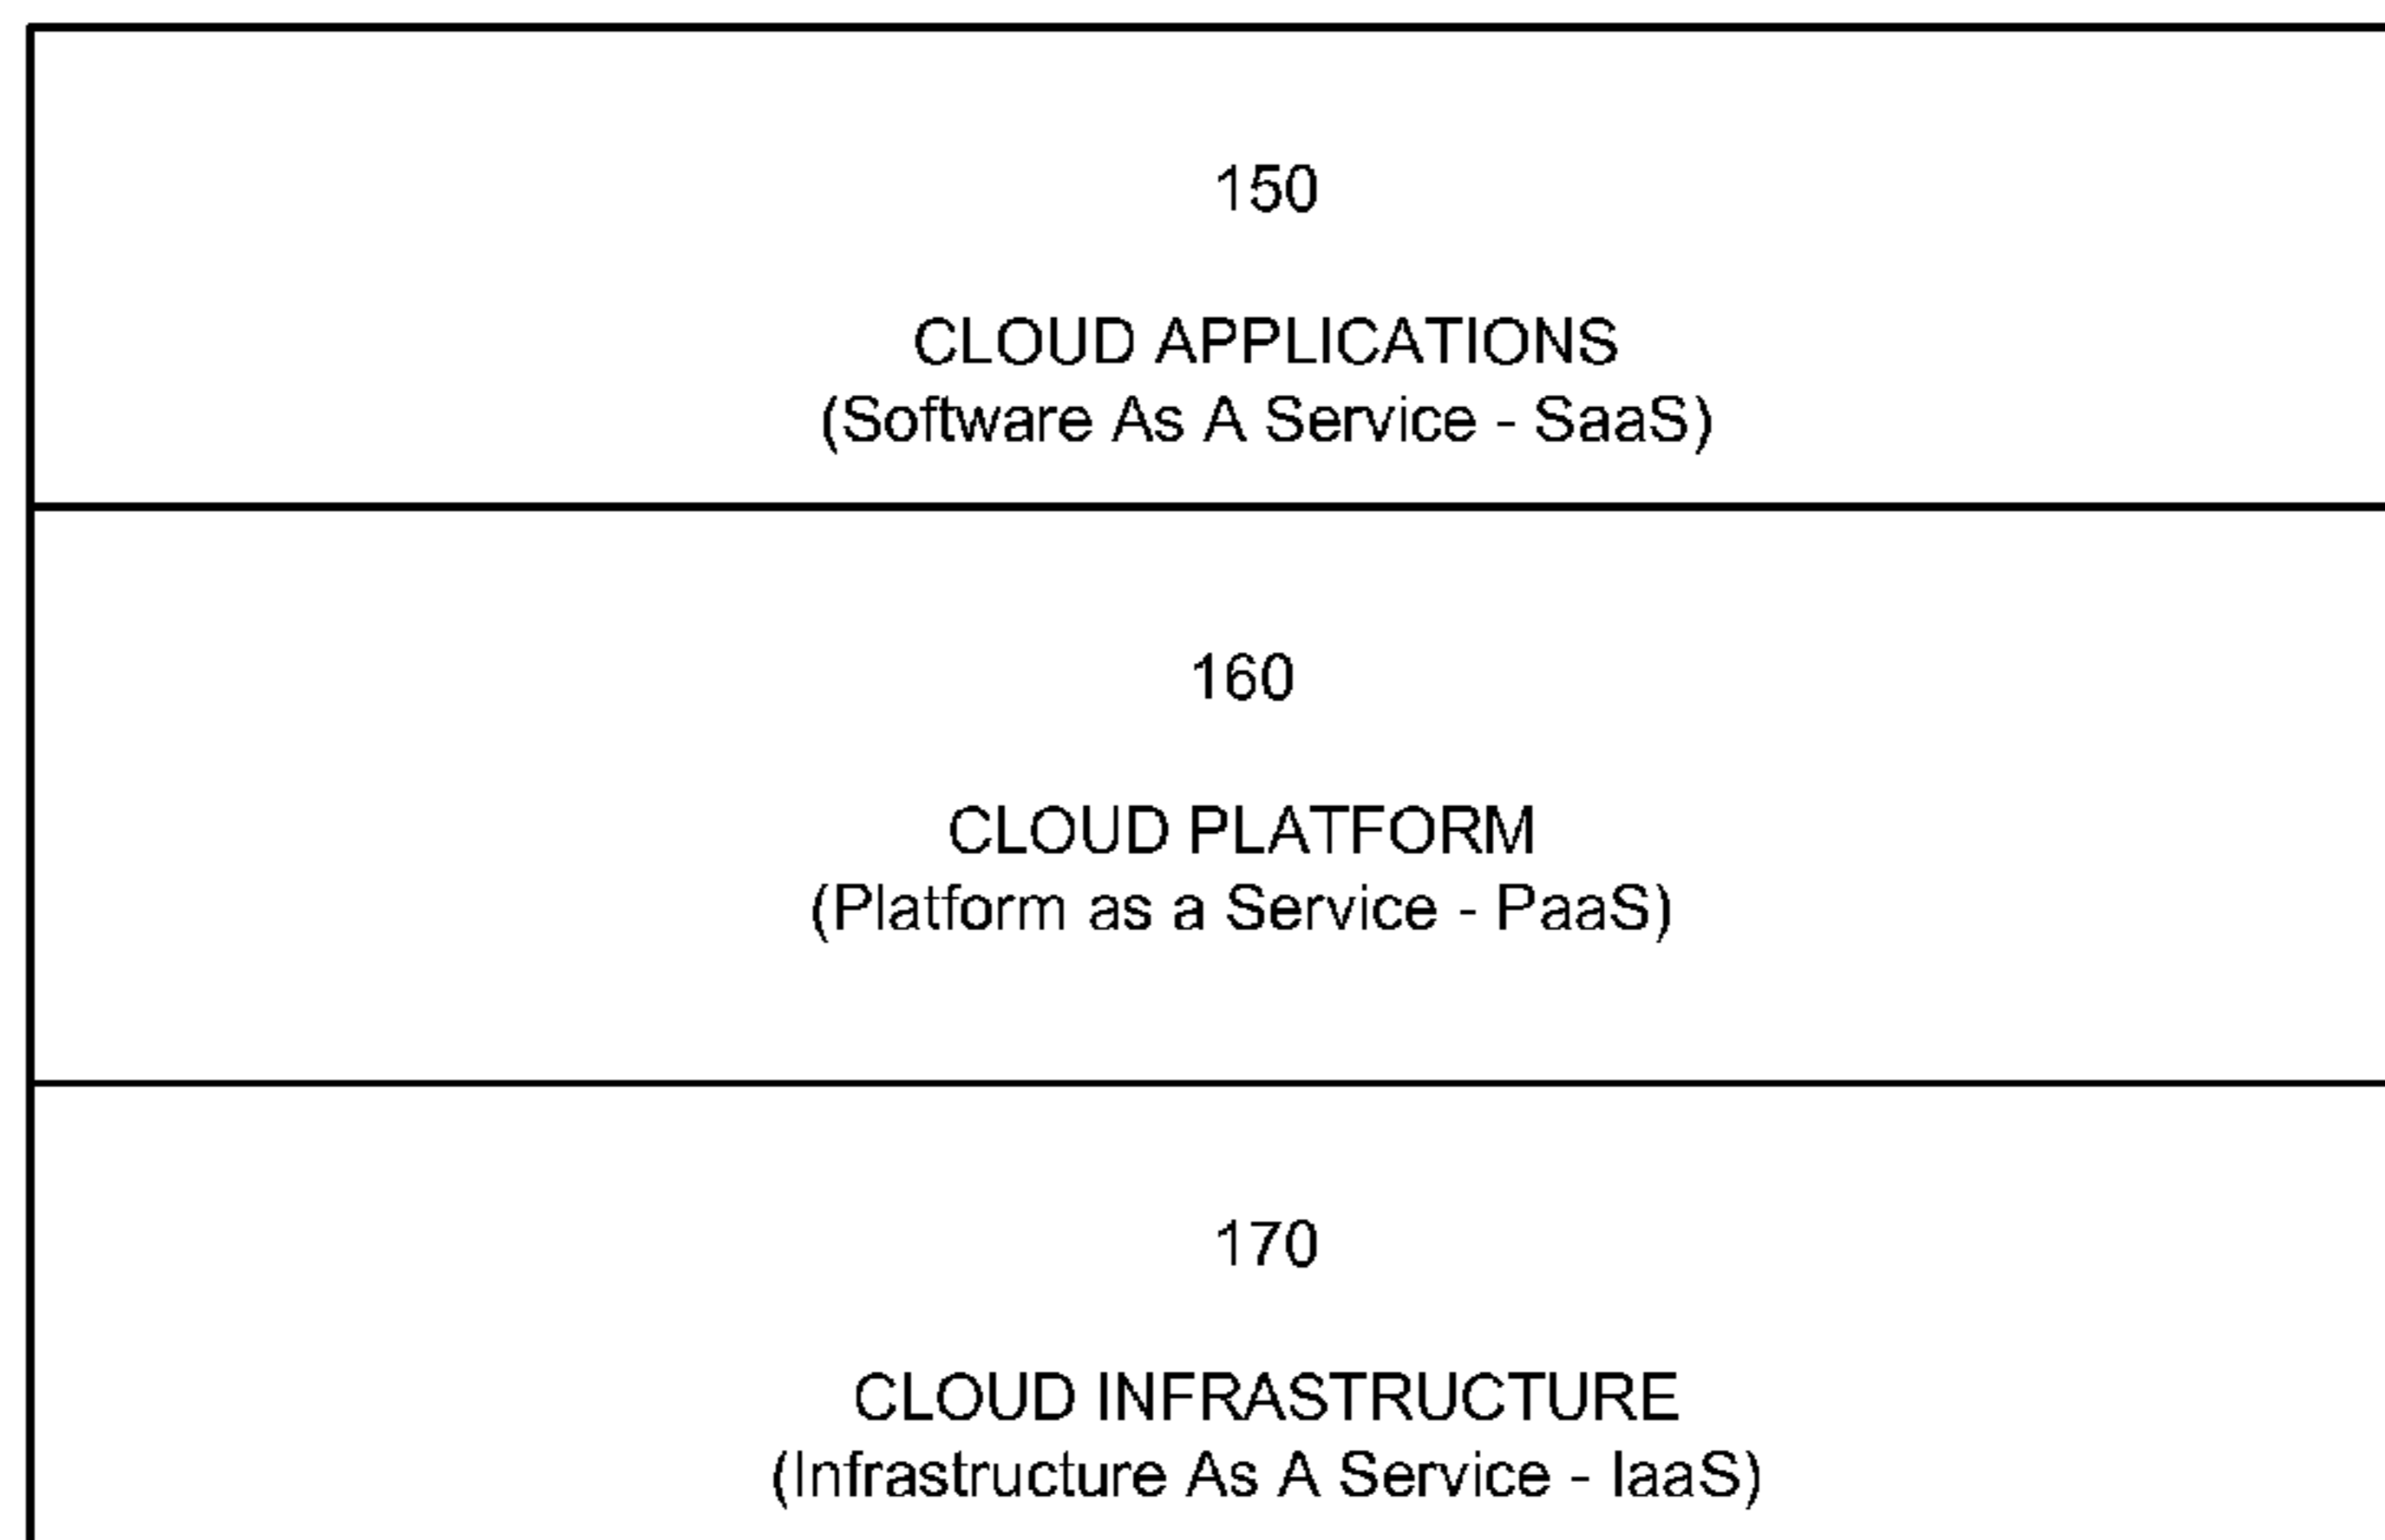 150
CLOUD APPLICATIONS
(Software As A Service - SaaS)
160
CLOUD PLATFORM
(Platform as a Service - PaaS)
170
CLOUD INFRASTRUCTURE
(Infrastructure As A Service - IaaS)